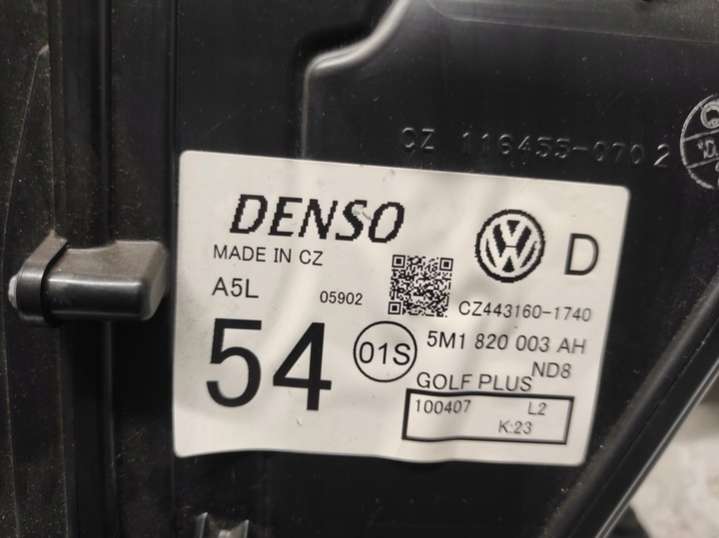 CZ 116455-070 2
DENSO
D
MADE IN CZ
A5L
05902
CZ443160-1740
54
01S
5M1 820 003 AH
ND8
GOLF PLUS
100407 L2
K:23